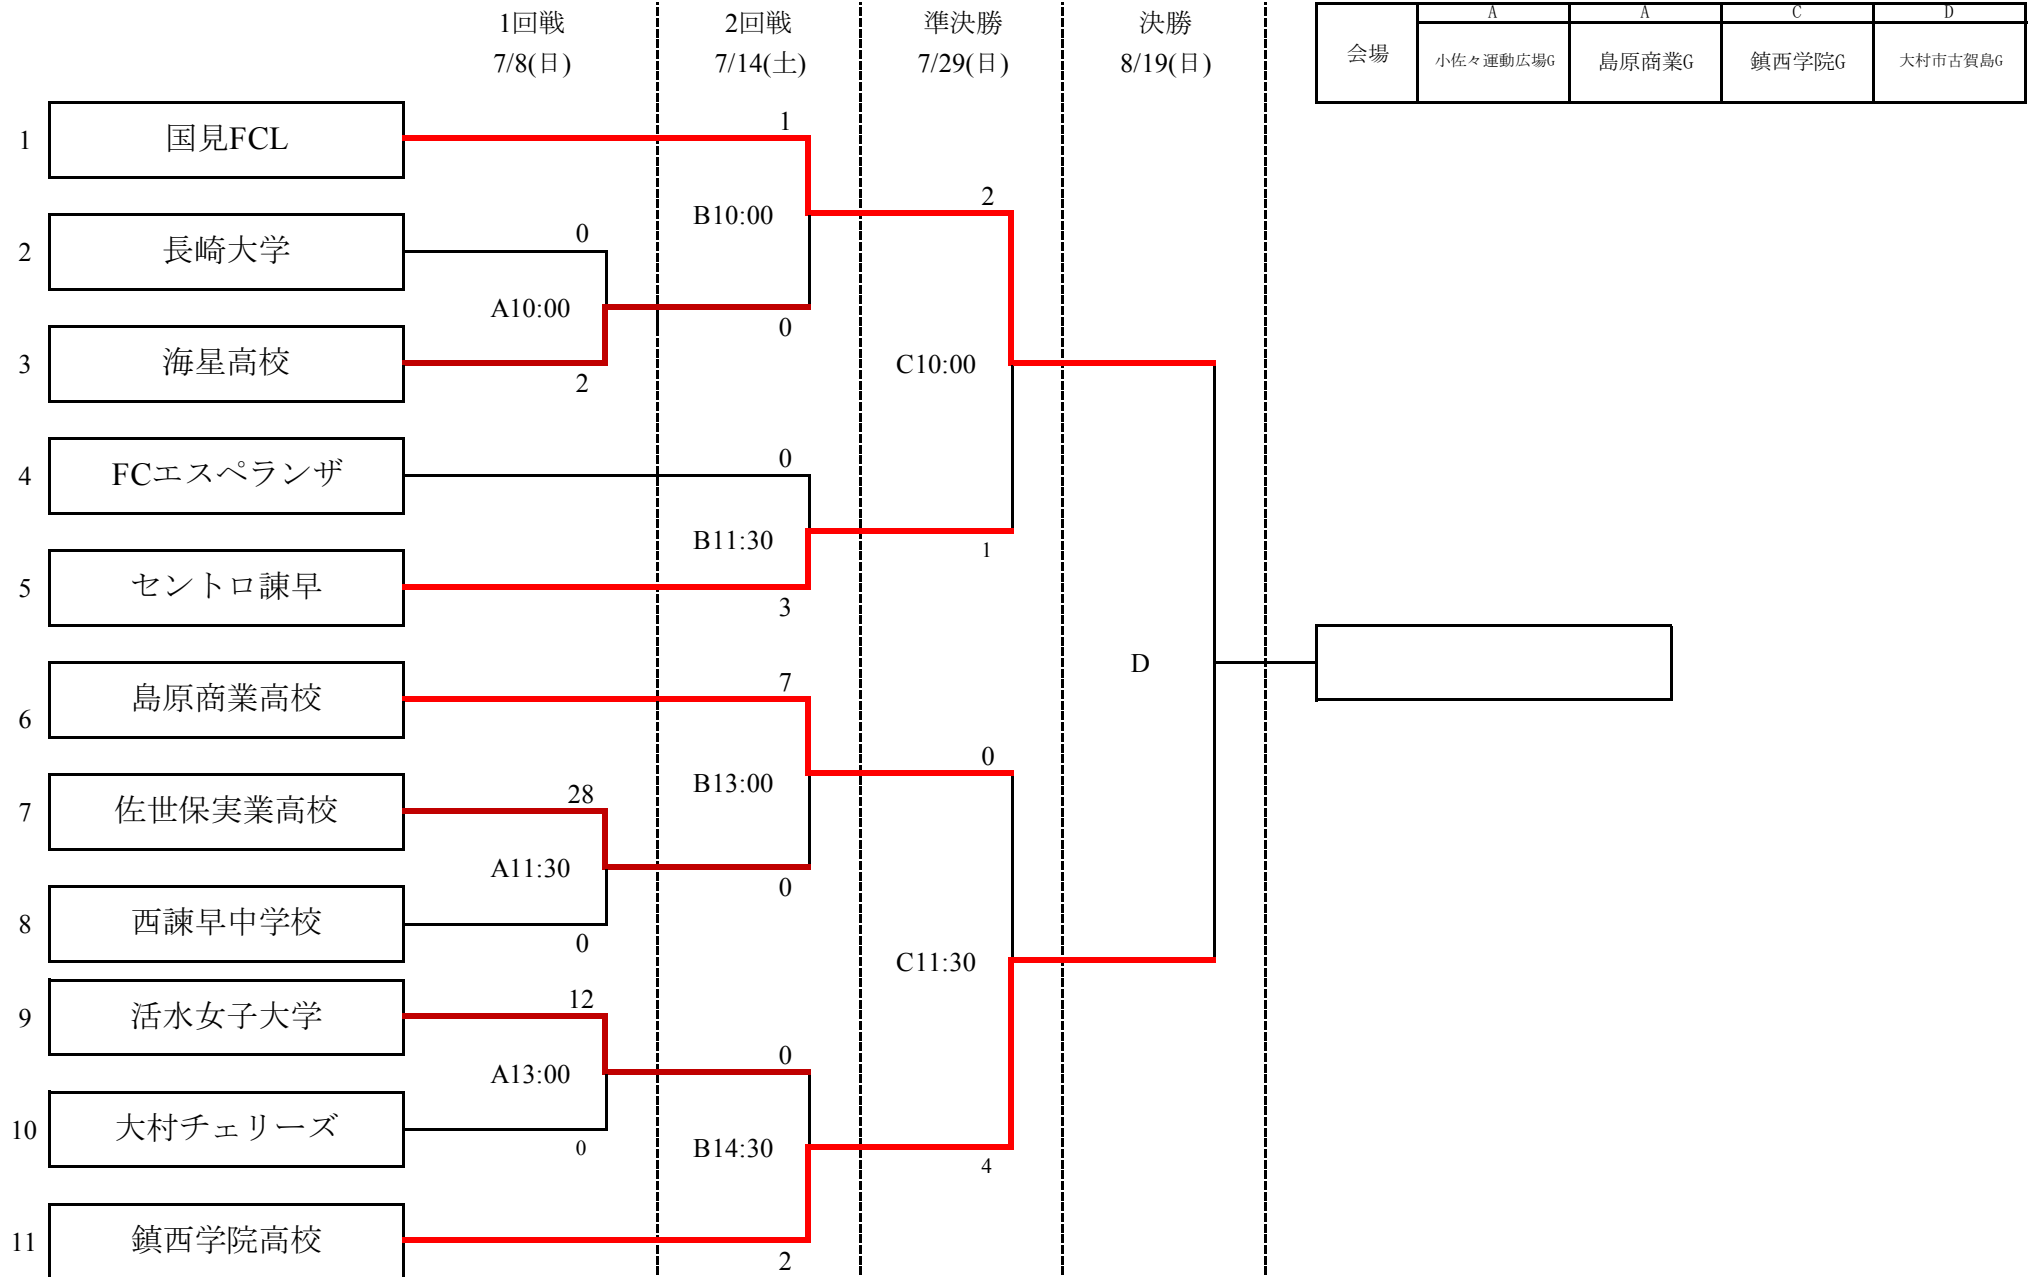 1回戦 2回戦 準決勝 決勝
7/8(日) 7/14(土) 7/29(日) 8/19(日)
会場
A A C D
小佐々運動広場G 島原商業G 鎮西学院G 大村市古賀島G
1 国見FCL 1
2
B10:00
2 長崎大学 0
A10:00
0
3 海星高校 2
C10:00
4 FCエスペランザ 0
B11:30
1
5 セントロ諫早 3
D
6 島原商業高校 7
0
B13:00
7 佐世保実業高校 28
A11:30
0
8 西諫早中学校 0
C11:30
9 活水女子大学 12
0
A13:00
10 大村チェリーズ 0
B14:30
4
11 鎮西学院高校 2